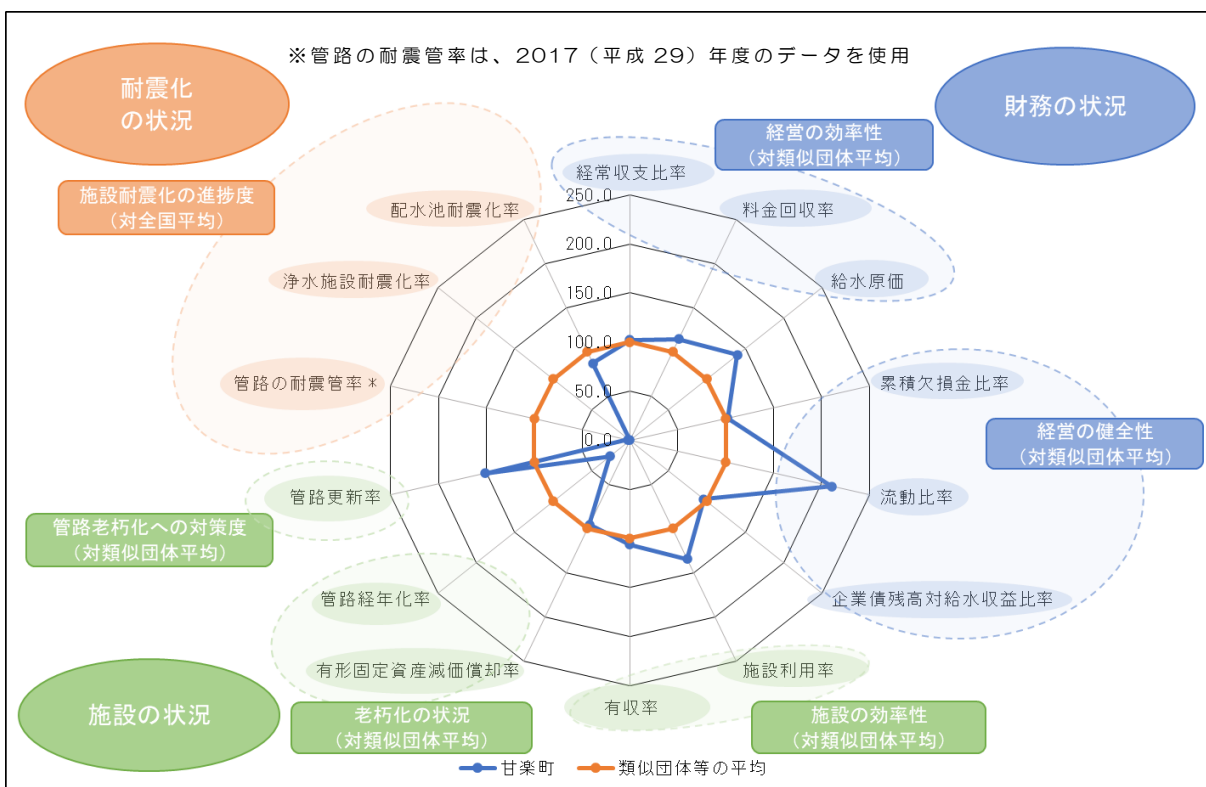 ※管路の耐震管率は、2017（平成 29）年度のデータを使用
耐震化
の状況
財務の状況
施設耐震化の進捗度
（対全国平均）
経営の効率性
（対類似団体平均）
経常収支比率
料金回収率
給水原価
配水池耐震化率
浄水施設耐震化率
管路の耐震管率＊
250.0
200.0
150.0
100.0
50.0
0.0
累積欠損金比率
流動比率
企業債残高対給水収益比率
経営の健全性
（対類似団体平均）
管路更新率
管路老朽化への対策度
（対類似団体平均）
管路経年化率
有形固定資産減価償却率
有収率
施設利用率
施設の状況
老朽化の状況
（対類似団体平均）
施設の効率性
（対類似団体平均）
甘楽町
類似団体等の平均